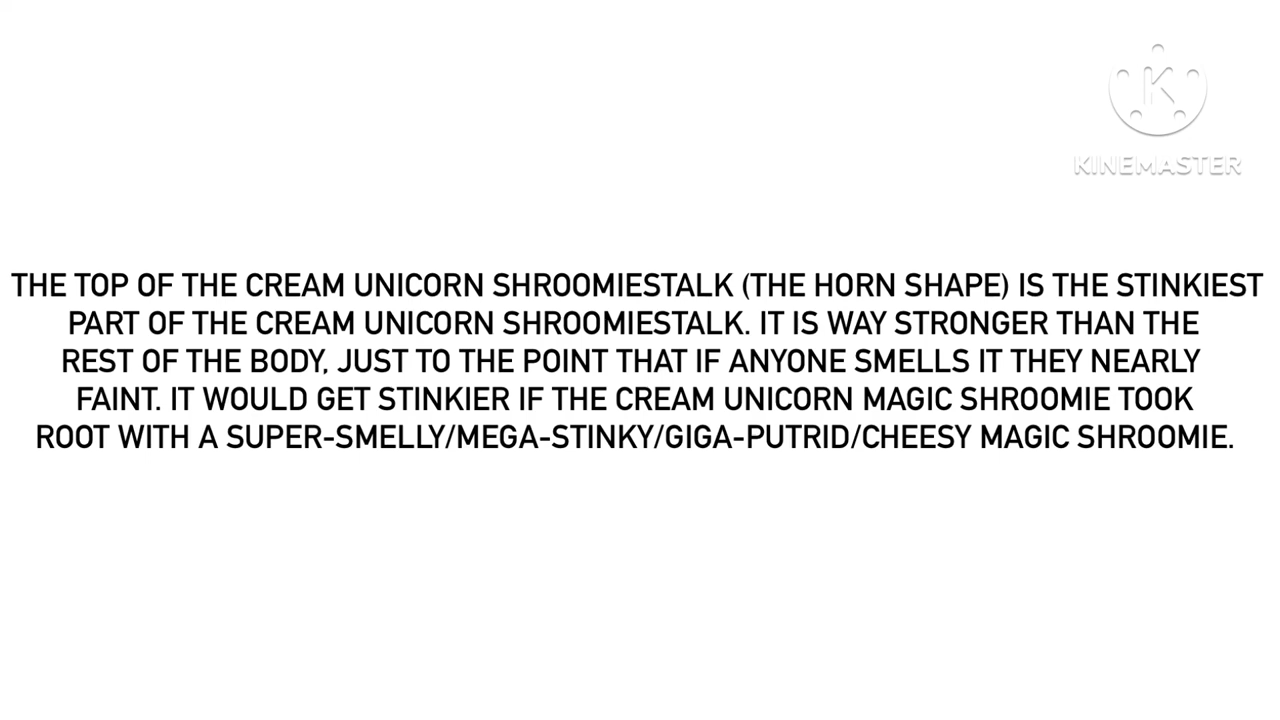 KINEMASTER
THE TOP OF THE CREAM UNICORN SHROOMIESTALK (THE HORN SHAPE) IS THE STINKIEST
PART OF THE CREAM UNICORN SHROOMIESTALK. IT IS WAY STRONGER THAN THE
REST OF THE BODY, JUST TO THE POINT THAT IF ANYONE SMELLS IT THEY NEARLY
FAINT. IT WOULD GET STINKIER IF THE CREAM UNICORN MAGIC SHROOMIE TOOK
ROOT WITH A SUPER-SMELLY/MEGA-STINKY/GIGA-PUTRID/CHEESY MAGIC SHROOMIE.